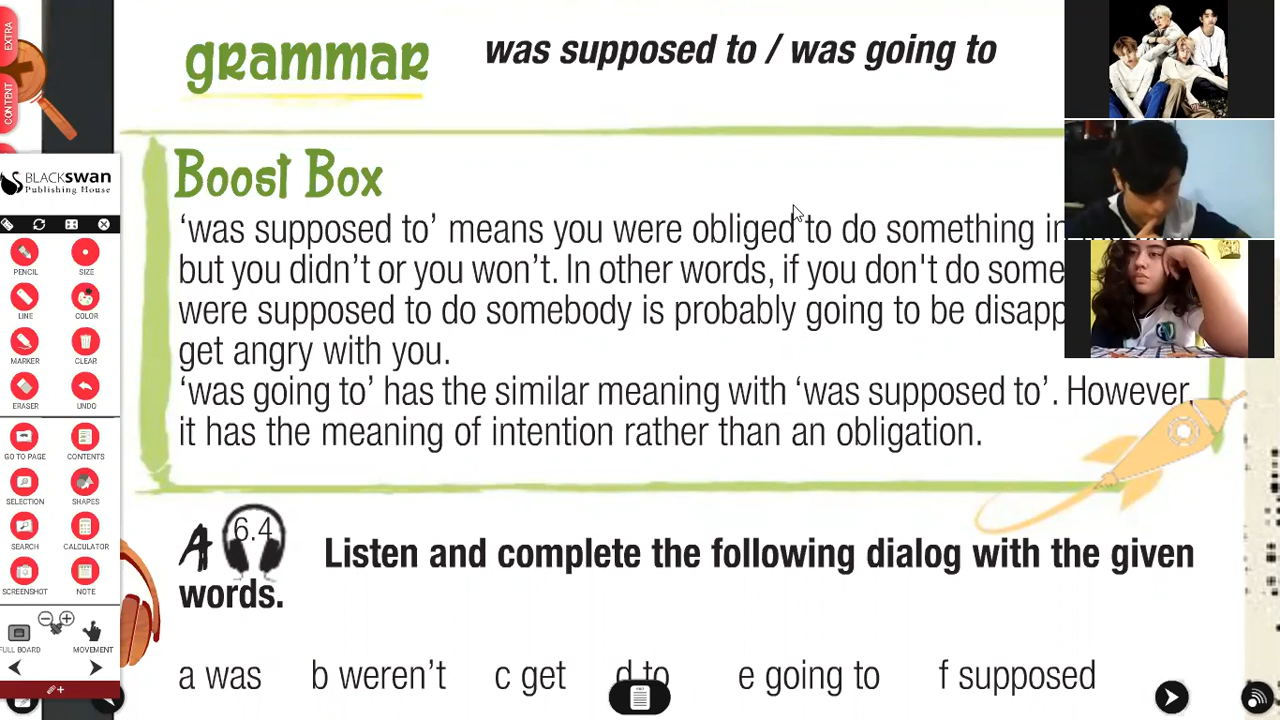 EXTRA
CONTENT
grammar
was supposed to / was going to
Boost Box
‘was supposed to’ means you were obliged to do something in
but you didn’t or you won’t. In other words, if you don't do some
were supposed to do somebody is probably going to be disapp
get angry with you.
‘was going to’ has the similar meaning with ‘was supposed to’. However,
it has the meaning of intention rather than an obligation.
A 6.4 Listen and complete the following dialog with the given
words.
a was b weren’t c get d to e going to f supposed
BLACKSWAN
Publishing House
PENCIL SIZE
LINE COLOR
MARKER CLEAR
ERASER UNDO
GO TO PAGE CONTENTS
SELECTION SHAPES
SEARCH CALCULATOR
SCREENSHOT NOTE
FULL BOARD MOVEMENT